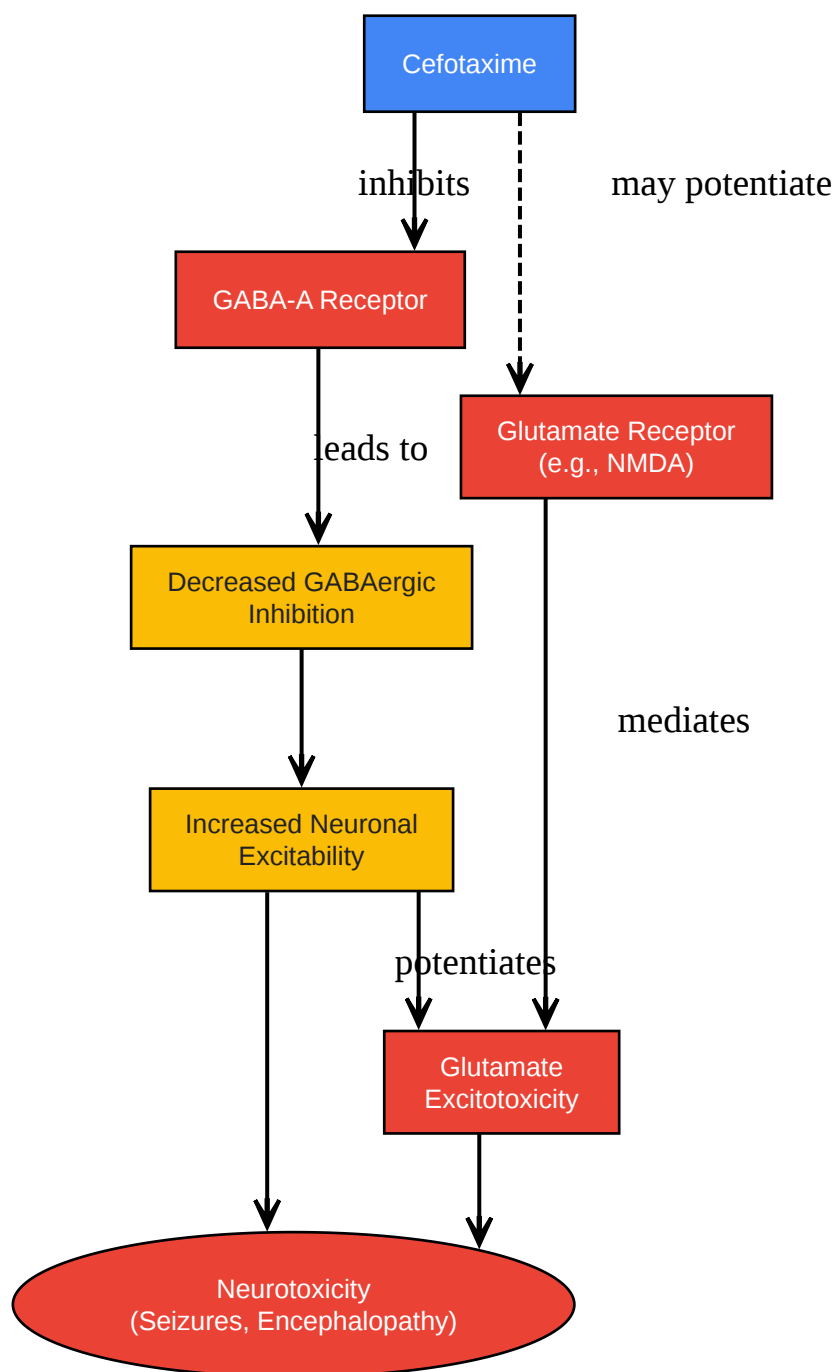 Cefotaxime
inhibits
may potentiate
GABA-A Receptor
Glutamate Receptor
(e.g., NMDA)
leads to
Decreased GABAergic
Inhibition
mediates
Increased Neuronal
Excitability
potentiates
Glutamate
Excitotoxicity
Neurotoxicity
(Seizures, Encephalopathy)